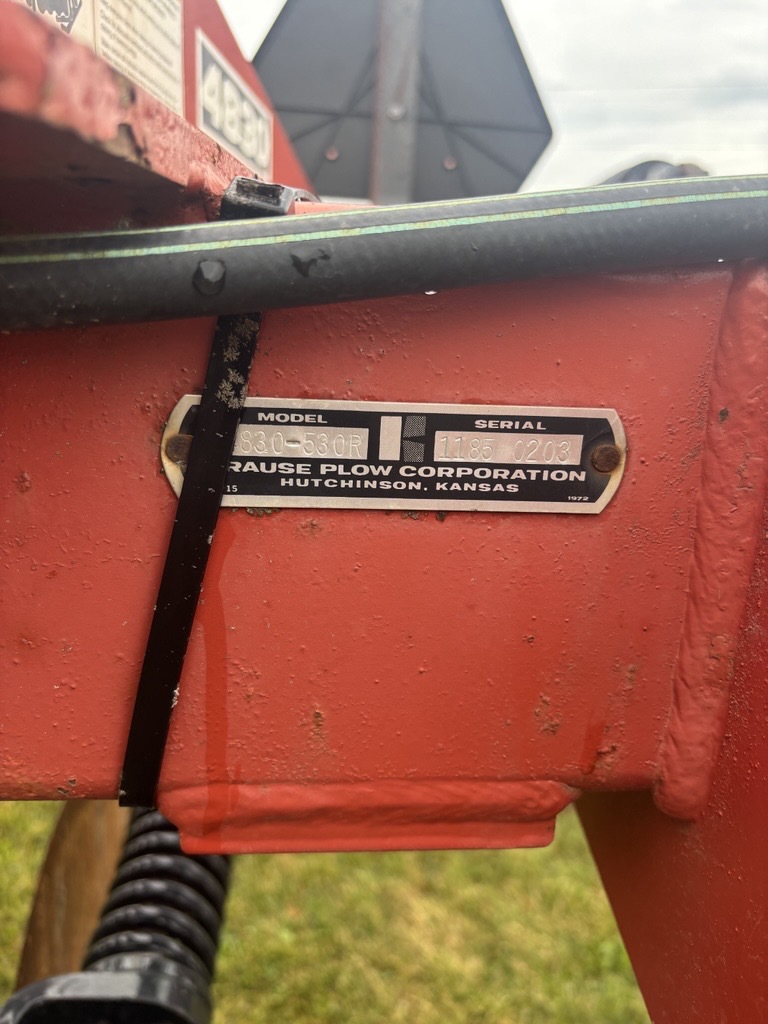 4830
MODEL
830-530R
SERIAL
1185 0203
RAUSE PLOW CORPORATION
HUTCHINSON, KANSAS
15
1972